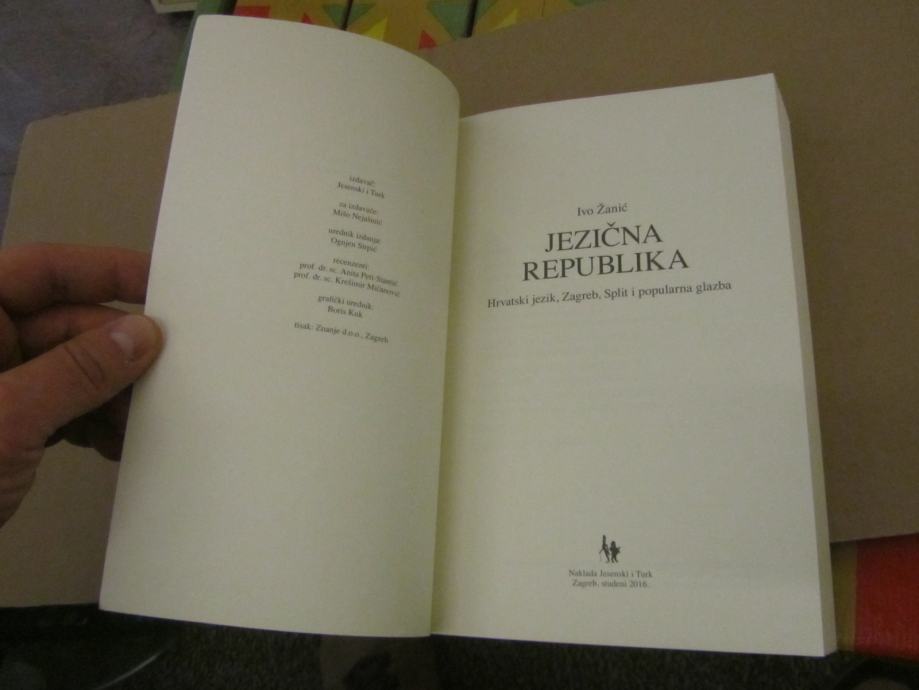 izdavač:
Jesenski i Turk
za izdavače:
Mišo Nejašmić
urednik izdanja:
Ognjen Strpić
recenzenti:
prof. dr. sc. Anita Peti-Stantić
prof. dr. sc. Krešimir Mićanović
grafički urednik:
Boris Kuk
tisak: Znanje d.o.o., Zagreb
Ivo Žanić
JEZIČNA
REPUBLIKA
Hrvatski jezik, Zagreb, Split i popularna glazba
Naklada Jesenski i Turk
Zagreb, studeni 2016.